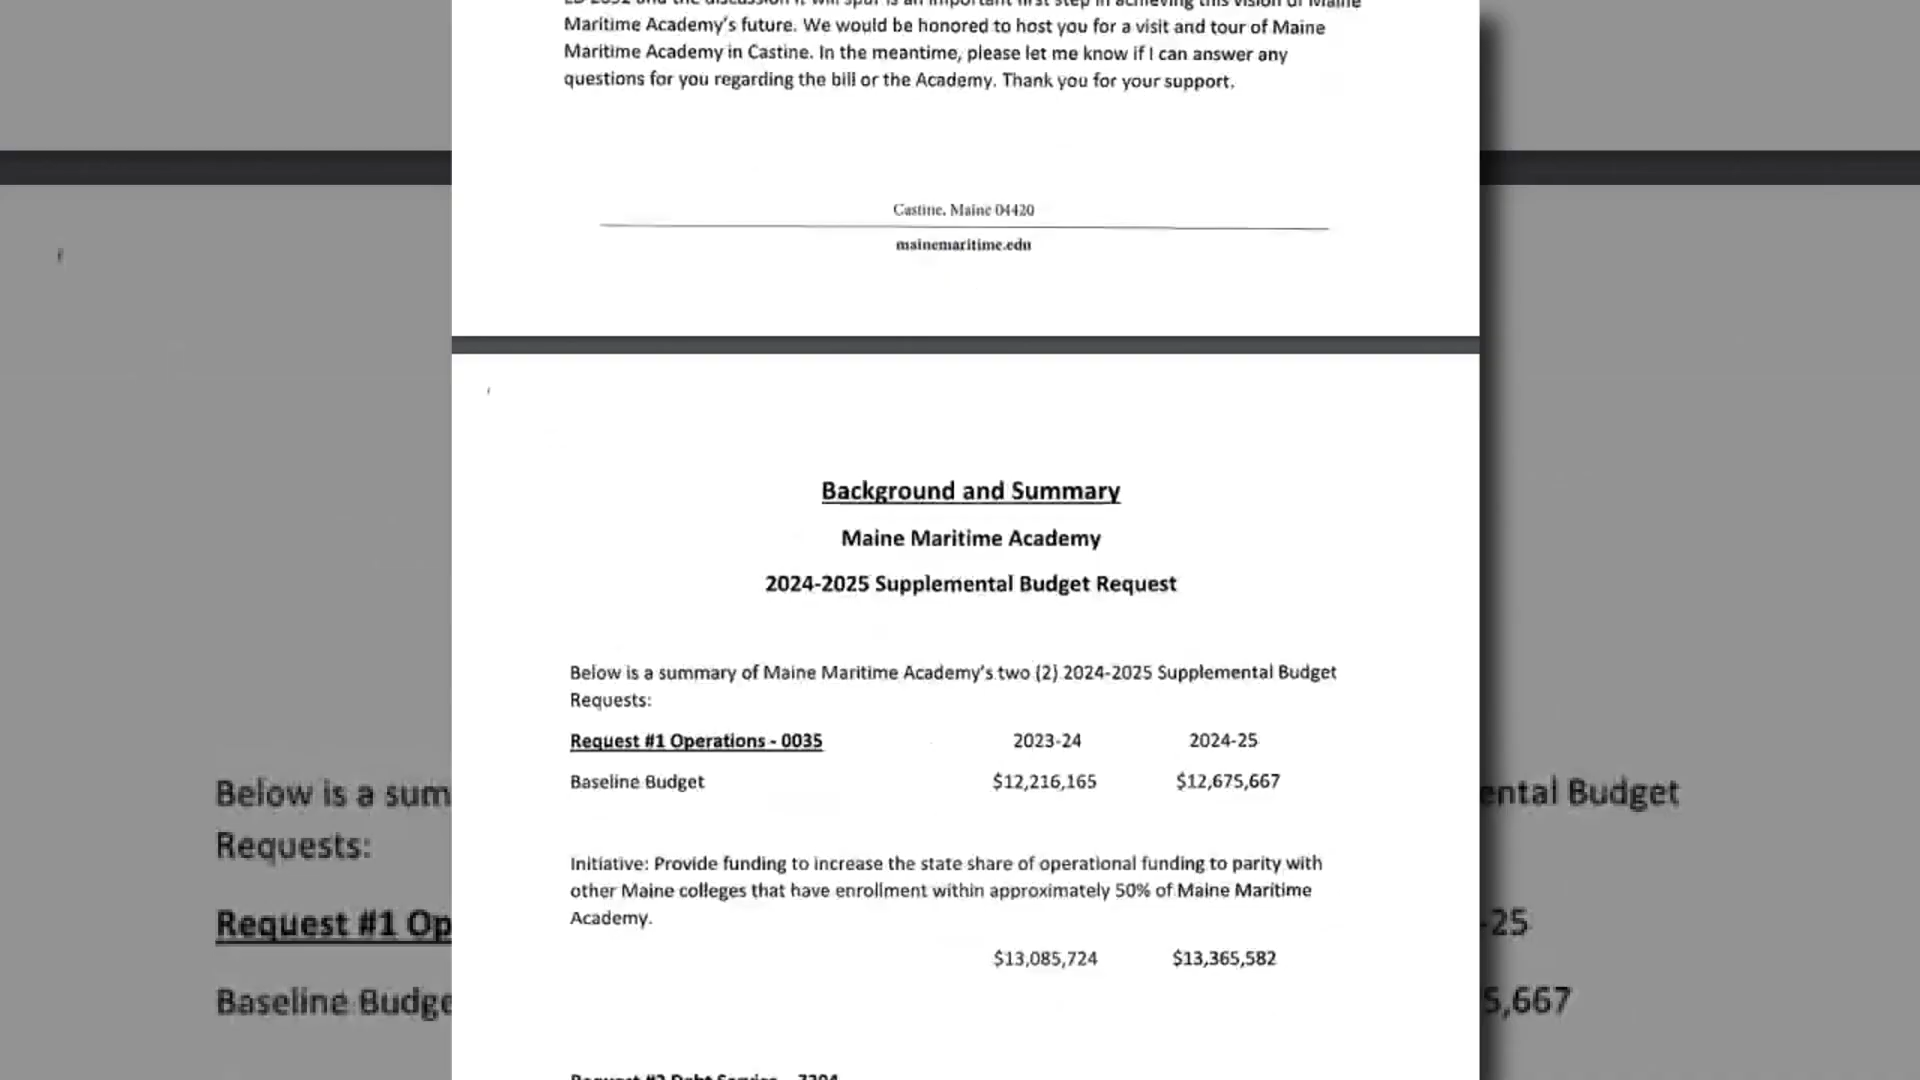 Maritime Academy's future. We would be honored to host you for a visit and tour of Maine
Maritime Academy in Castine. In the meantime, please let me know if I can answer any
questions for you regarding the bill or the Academy. Thank you for your support.
Castine, Maine 04420
mainemaritime.edu
Background and Summary
Maine Maritime Academy
2024-2025 Supplemental Budget Request
Below is a summary of Maine Maritime Academy's two (2) 2024-2025 Supplemental Budget
Requests:
Request #1 Operations - 0035 2023-24 2024-25
Baseline Budget $12,216,165 $12,675,667
Initiative: Provide funding to increase the state share of operational funding to parity with
other Maine colleges that have enrollment within approximately 50% of Maine Maritime
Academy.
$13,085,724 $13,365,582
Below is a sum
ental Budget
Requests:
Request #1 Op
-25
Baseline Budge
5,667